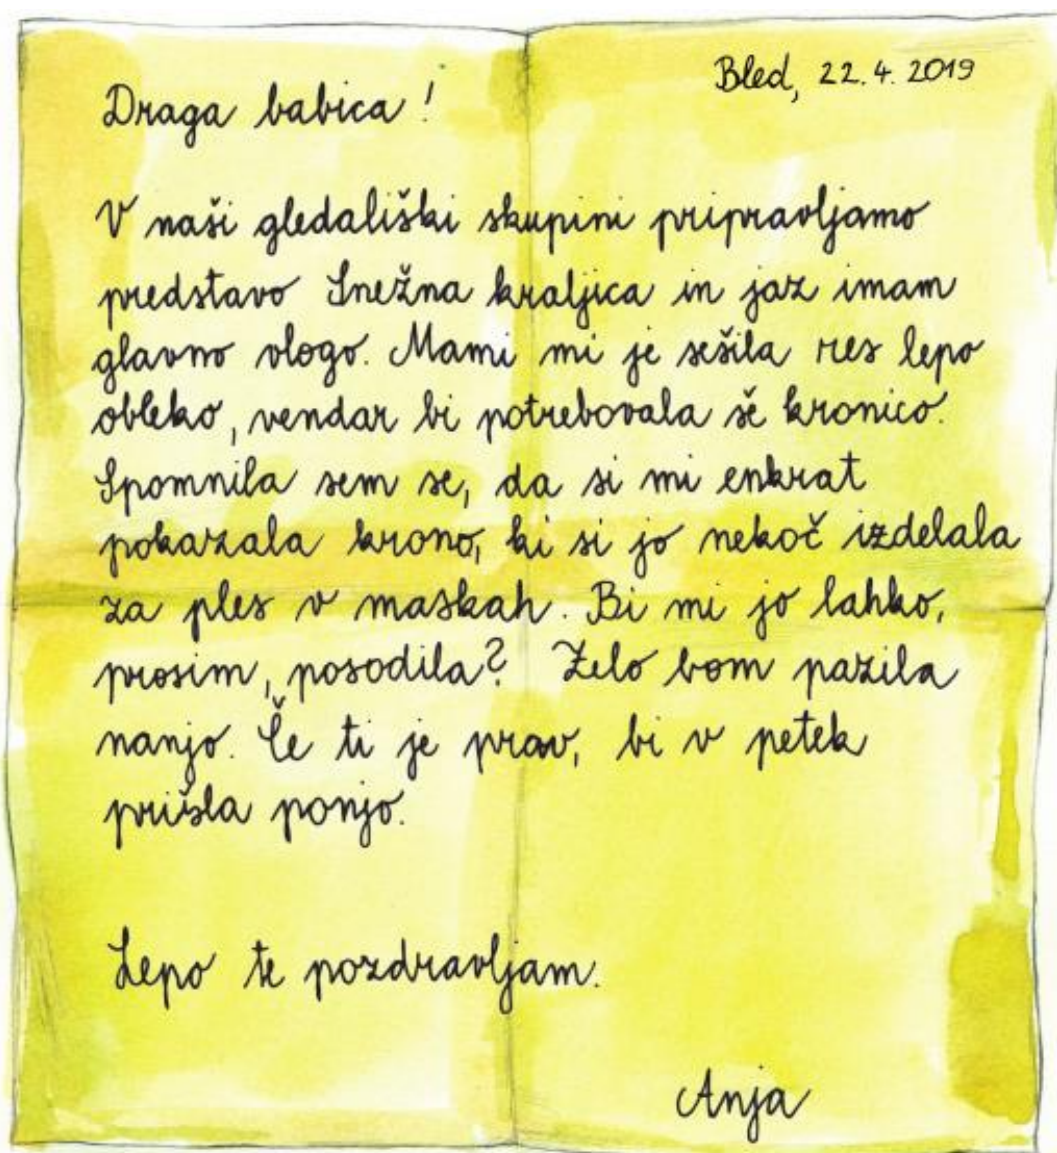 Bled, 22.4. 2019
Draga babica!
V naši gledališki skupini pripravljamo
predstavo Snežna kraljica in jaz imam
glavno vlogo. Mami mi je sešila res lepo
obleko, vendar bi potrebovala še kronico.
Spomnila sem se, da si mi enkrat
pokazala krono, ki si jo nekoč izdelala
za ples v maskah. Bi mi jo lahko,
prosim, posodila? Zelo bom pazila
nanjo. Če ti je prav, bi v petek
prišla ponjo.
Lepo te pozdravljam.
Anja